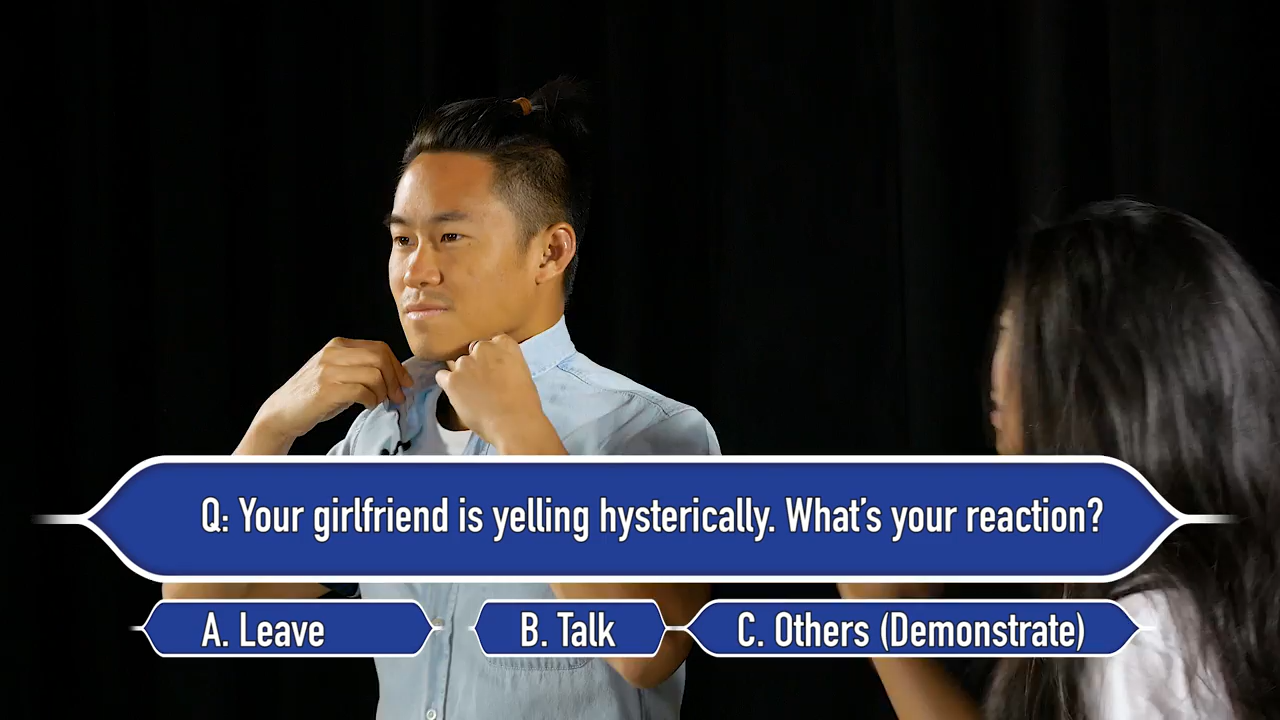 Q: Your girlfriend is yelling hysterically. What’s your reaction?
A. Leave
B. Talk
C. Others (Demonstrate)